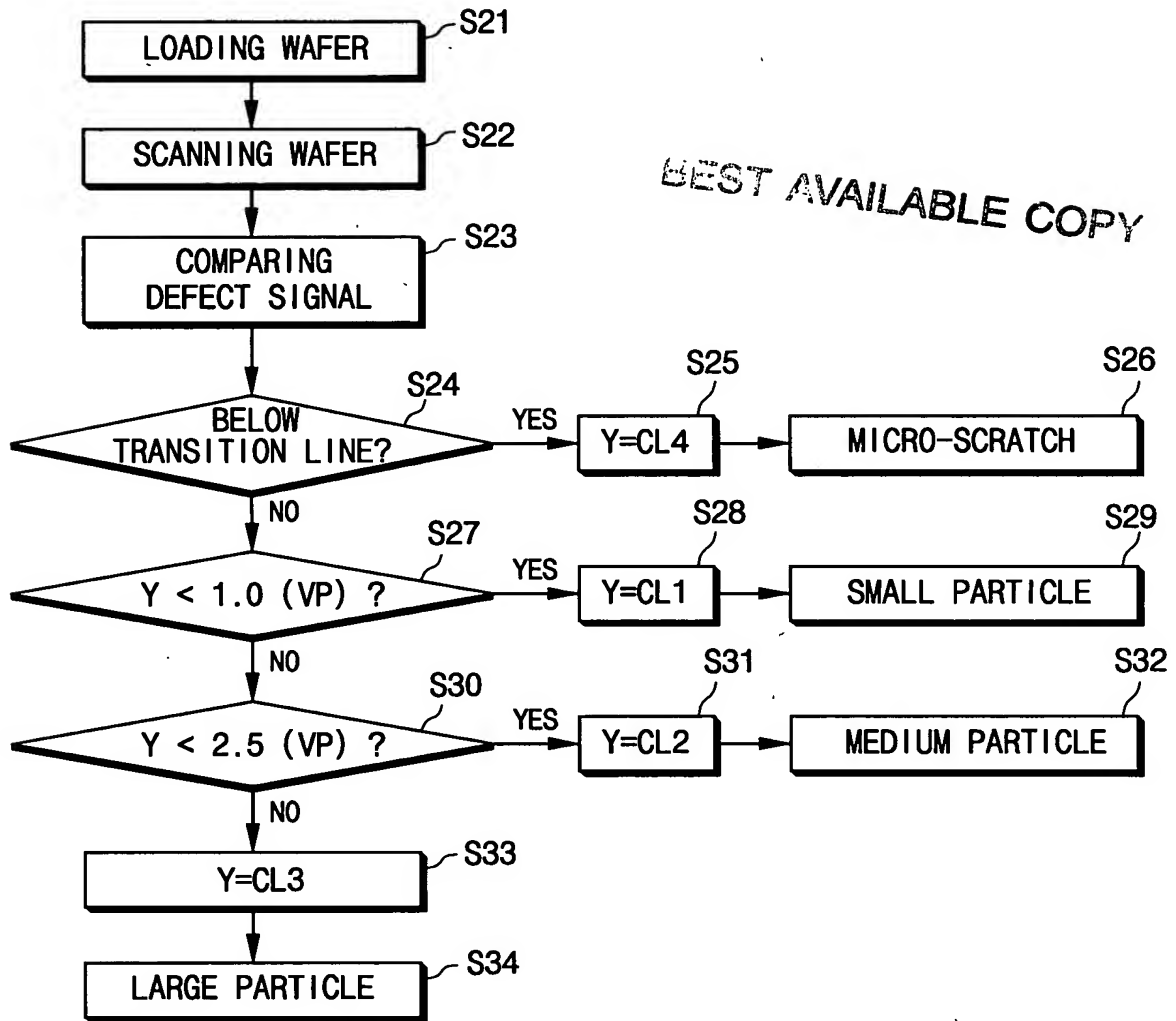 LOADING WAFER
S21
SCANNING WAFER
S22
BEST AVAILABLE COPY
COMPARING
DEFECT SIGNAL
S23
BELOW
TRANSITION LINE?
S24
YES
Y=CL4
S25
MICRO-SCRATCH
S26
NO
Y < 1.0 (VP) ?
S27
YES
Y=CL1
S28
SMALL PARTICLE
S29
NO
Y < 2.5 (VP) ?
S30
YES
Y=CL2
S31
MEDIUM PARTICLE
S32
NO
Y=CL3
S33
LARGE PARTICLE
S34